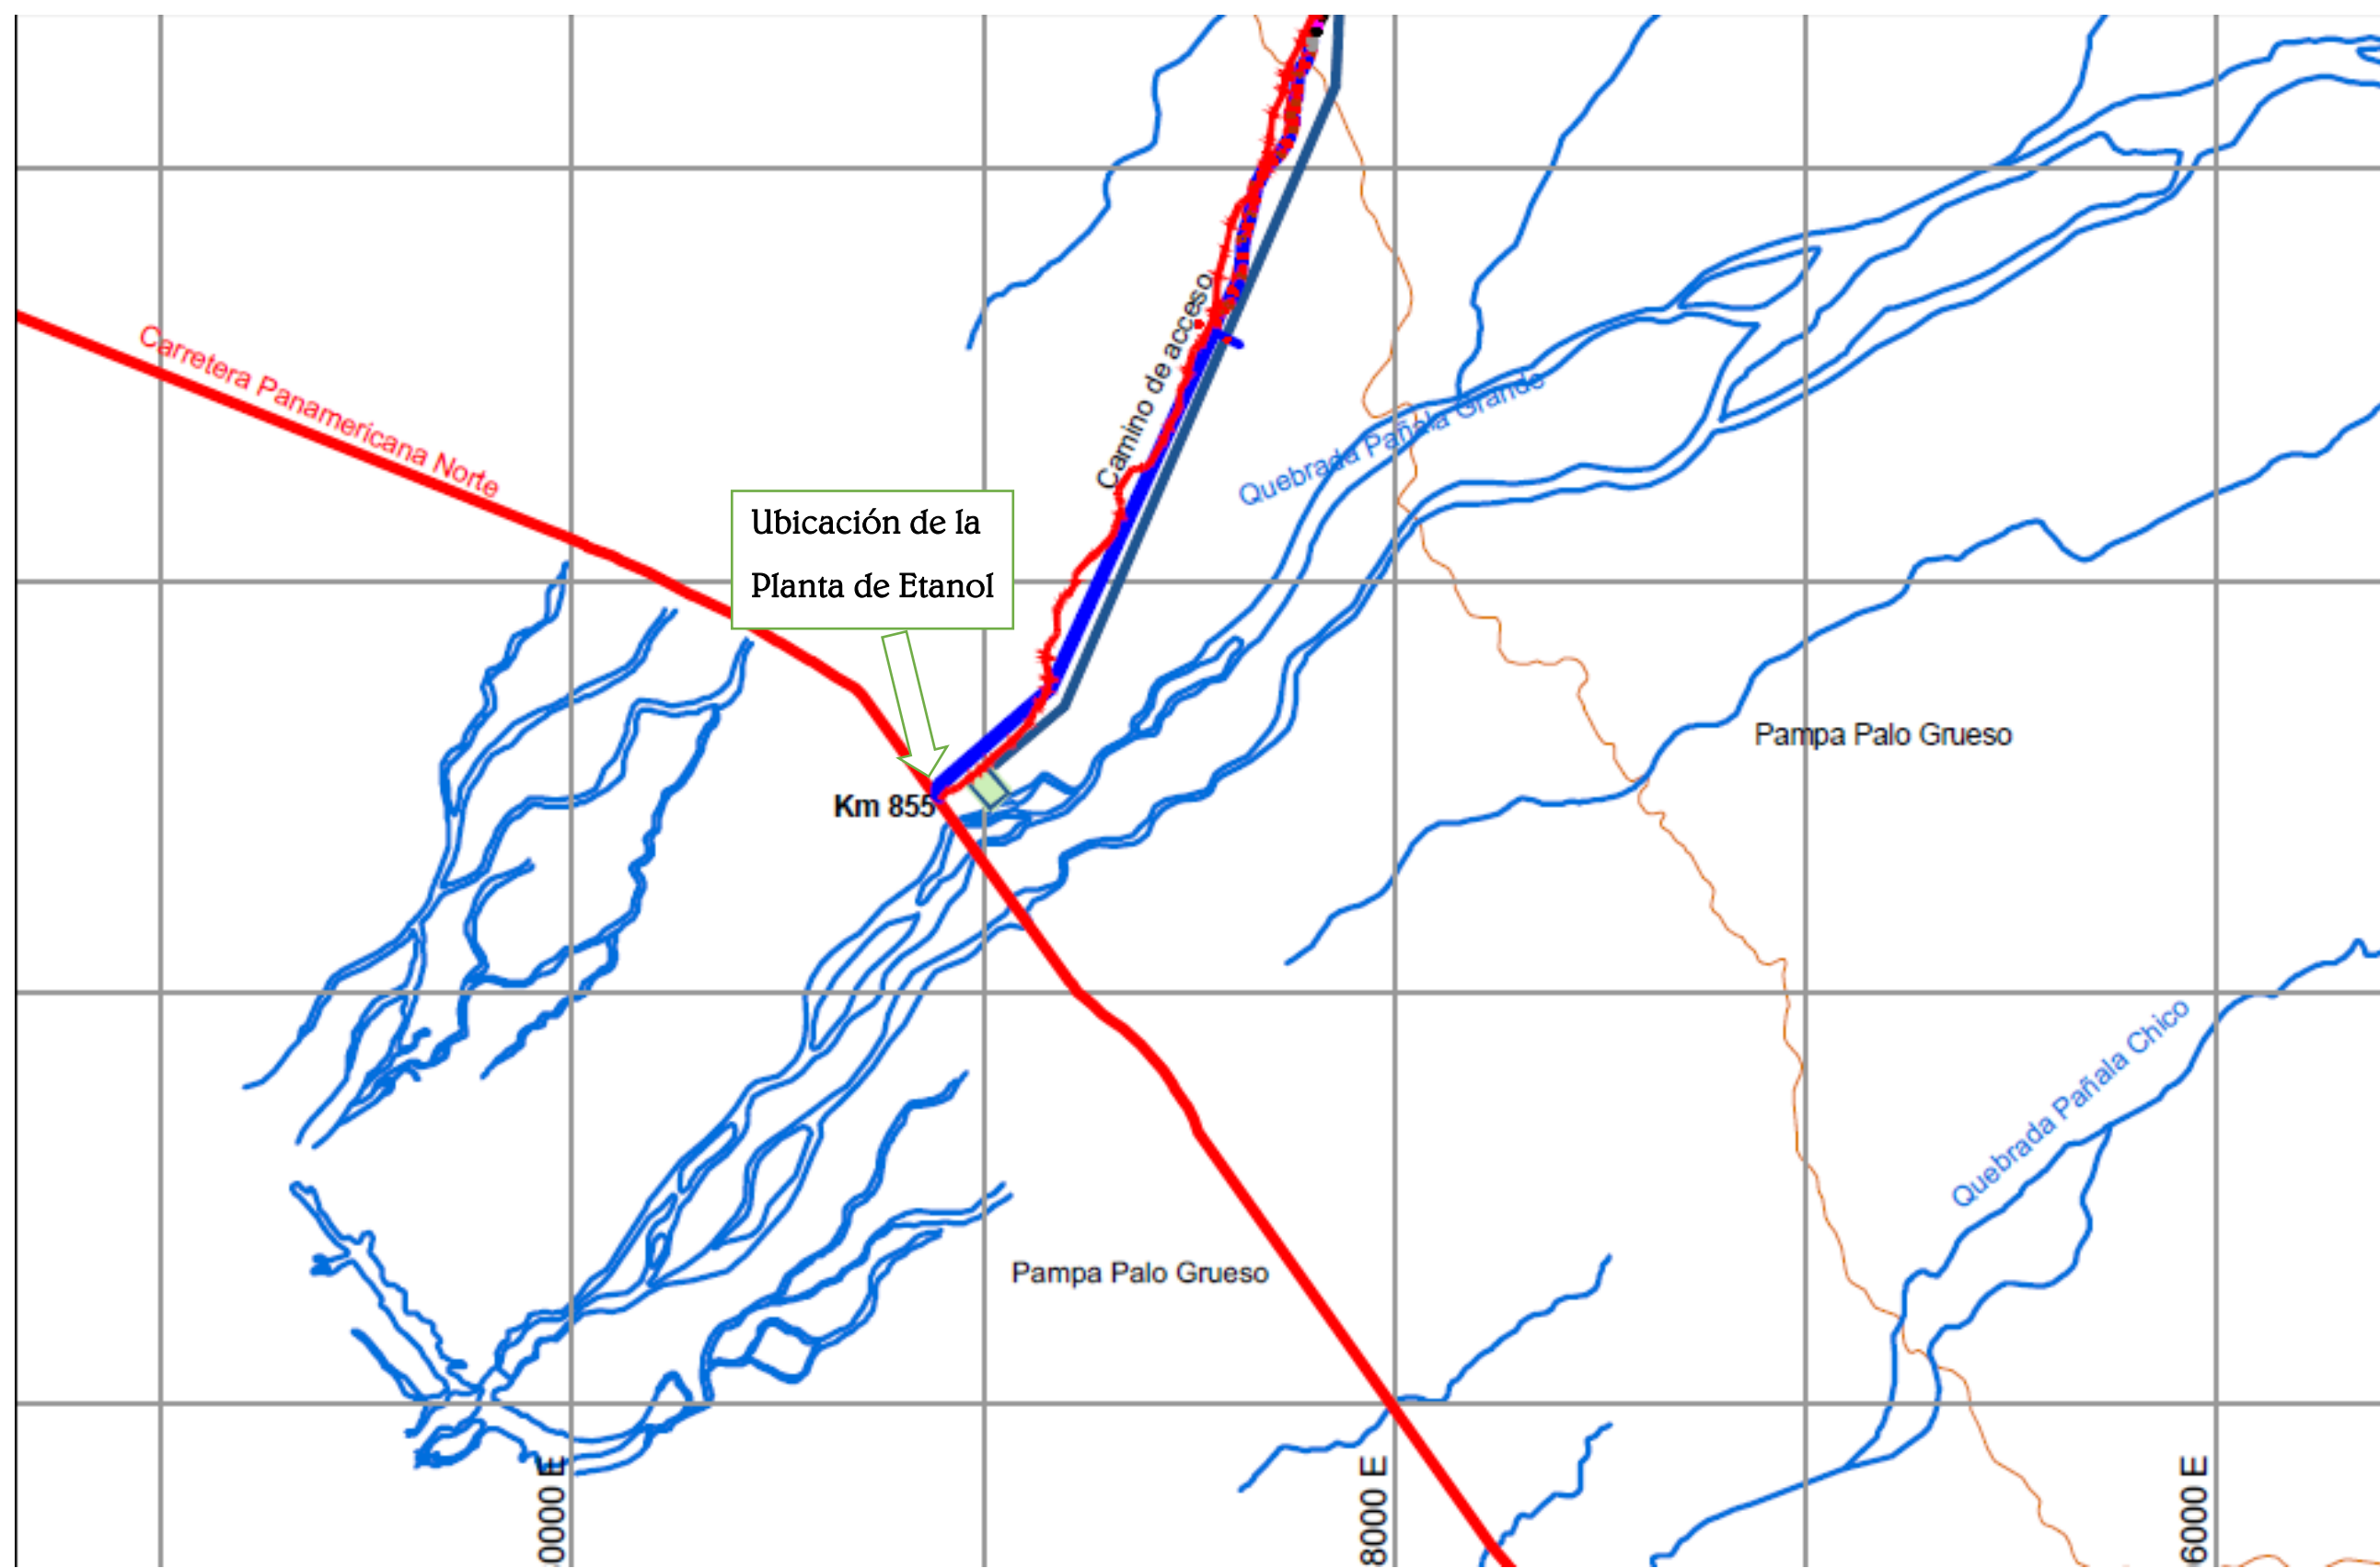 Carretera Panamericana Norte
Camino de acceso
Quebrada Pañala Grande
Ubicación de la
Planta de Etanol
Pampa Palo Grueso
Km 855
Quebrada Pañala Chico
Pampa Palo Grueso
0000 E
8000 E
6000 E